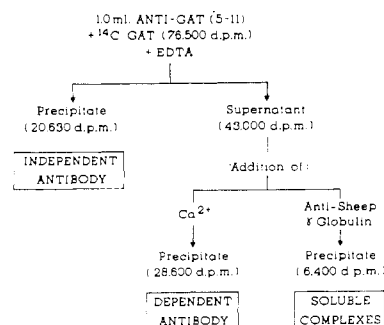 1.0 ml. ANTI-GAT (5-11)
+ ¹⁴C GAT (76.500 d.p.m.)
+ EDTA
Precipitate
(20.630 d.p.m.)
INDEPENDENT
ANTIBODY
Supernatant
(43.000 d.p.m.)
Addition of:
Ca²⁺
Precipitate
(28.600 d.p.m.)
DEPENDENT
ANTIBODY
Anti-Sheep
γ Globulin
Precipitate
(6.400 d.p.m.)
SOLUBLE
COMPLEXES